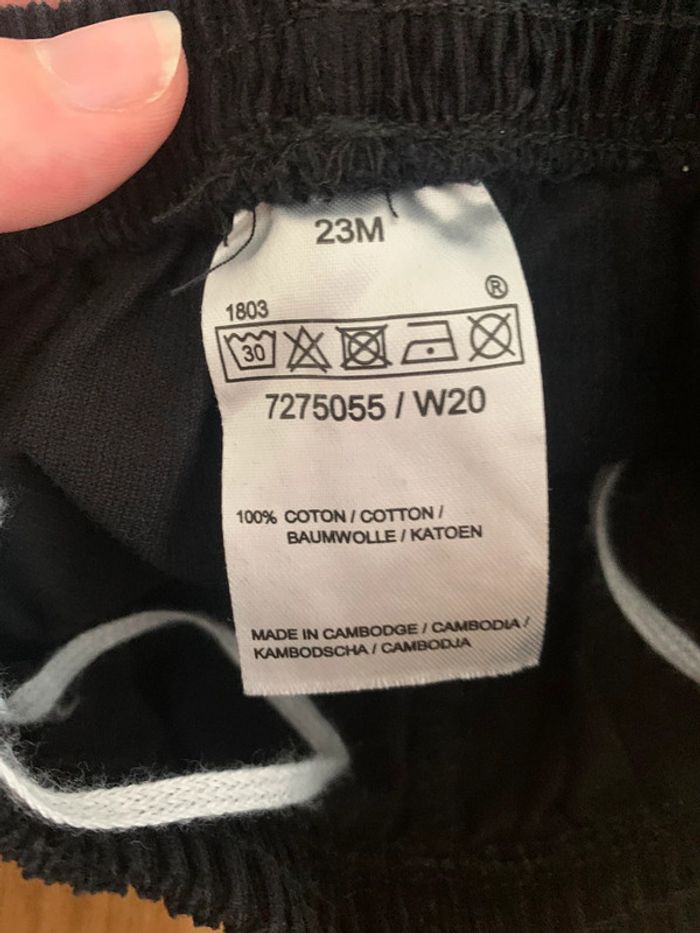 23M
®
1803
30
7275055 / W20
100% COTON / COTTON /
BAUMWOLLE / KATOEN
MADE IN CAMBODGE / CAMBODIA /
KAMBODSCHA / CAMBODJA